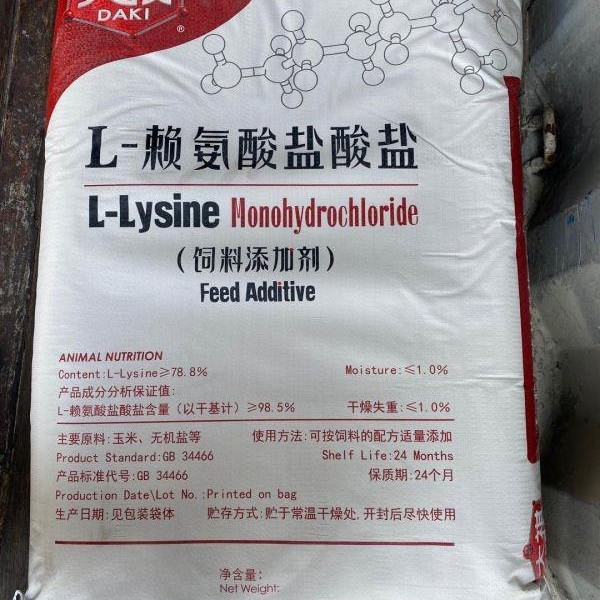 DAKI
®
L-赖氨酸盐酸盐
L-Lysine Monohydrochloride
(饲料添加剂)
Feed Additive
ANIMAL NUTRITION
Content:L-Lysine≥78.8% Moisture:≤1.0%
产品成分分析保证值:
L-赖氨酸盐酸盐含量（以干基计）≥98.5% 干燥失重:≤1.0%
主要原料:玉米、无机盐等 使用方法:可按饲料的配方适量添加
Product Standard:GB 34466 Shelf Life:24 Months
产品标准代号:GB 34466 保质期:24个月
Production Date\Lot No.:Printed on bag
生产日期:见包装袋体 贮存方式:贮于常温干燥处,开封后尽快使用
净含量:
Net Weight: